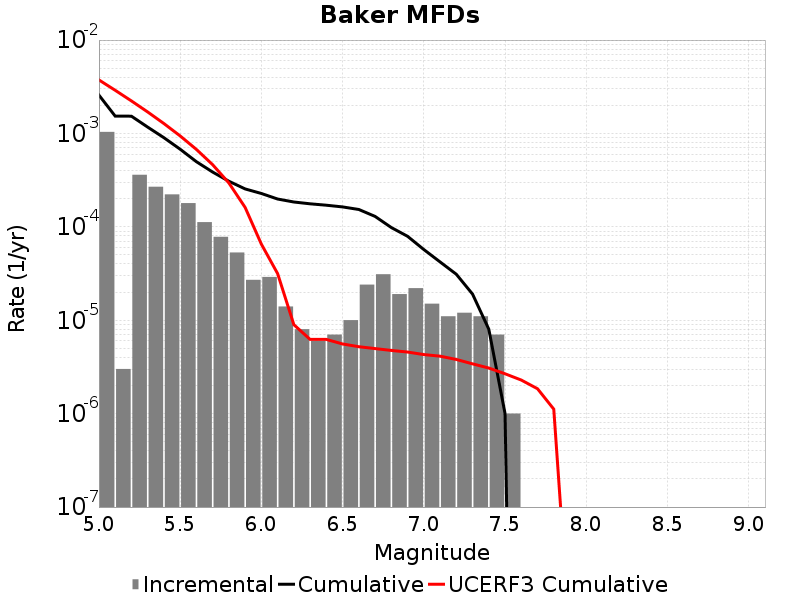 Baker MFDs
10-2
10-3
10-4
10-5
10-6
10-7
Rate (1/yr)
5.0 5.5 6.0 6.5 7.0 7.5 8.0 8.5 9.0
Magnitude
Incremental Cumulative UCERF3 Cumulative